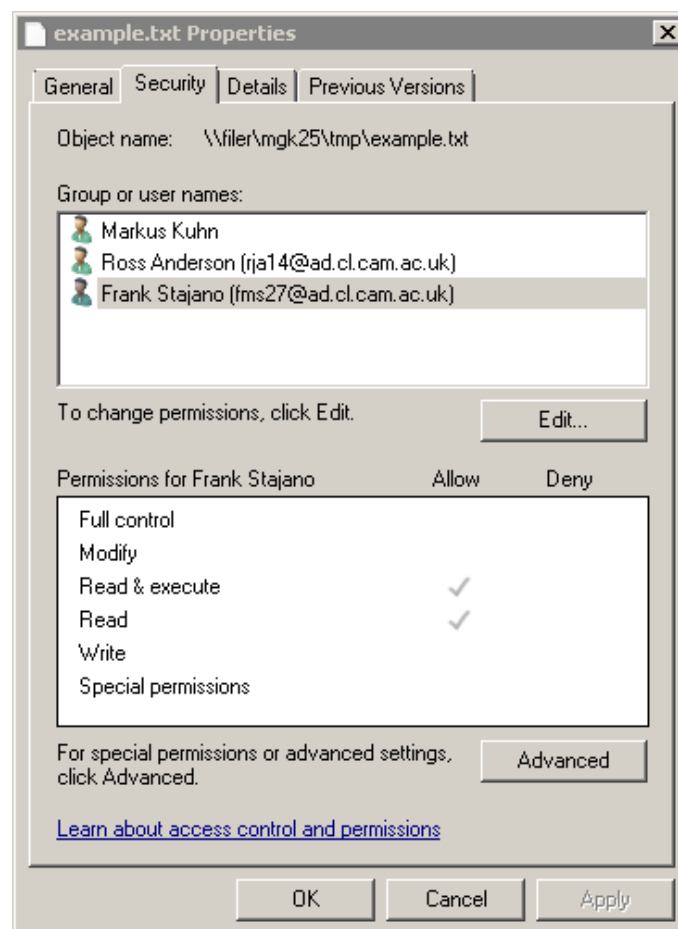 example.txt Properties
General Security Details Previous Versions
Object name: \\filer\mgk25\tmp\example.txt
Group or user names:
Markus Kuhn
Ross Anderson (rja14@ad.cl.cam.ac.uk)
Frank Stajano (fms27@ad.cl.cam.ac.uk)
To change permissions, click Edit.
Edit...
Permissions for Frank Stajano Allow Deny
Full control
Modify
Read & execute
Read
Write
Special permissions
For special permissions or advanced settings,
click Advanced.
Advanced
Learn about access control and permissions
OK Cancel Apply